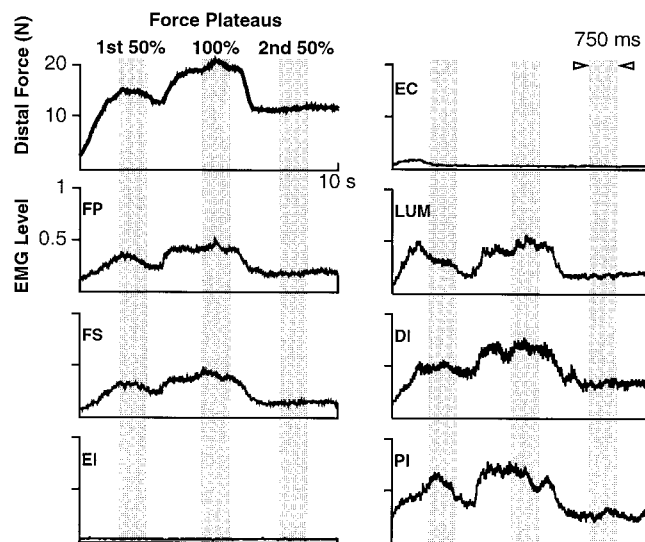 Force Plateaus
1st 50% 100% 2nd 50%
750 ms
Distal Force (N)
20
10
EC
10 s
EMG Level
1
0.5
FP
LUM
FS
DI
EI
PI